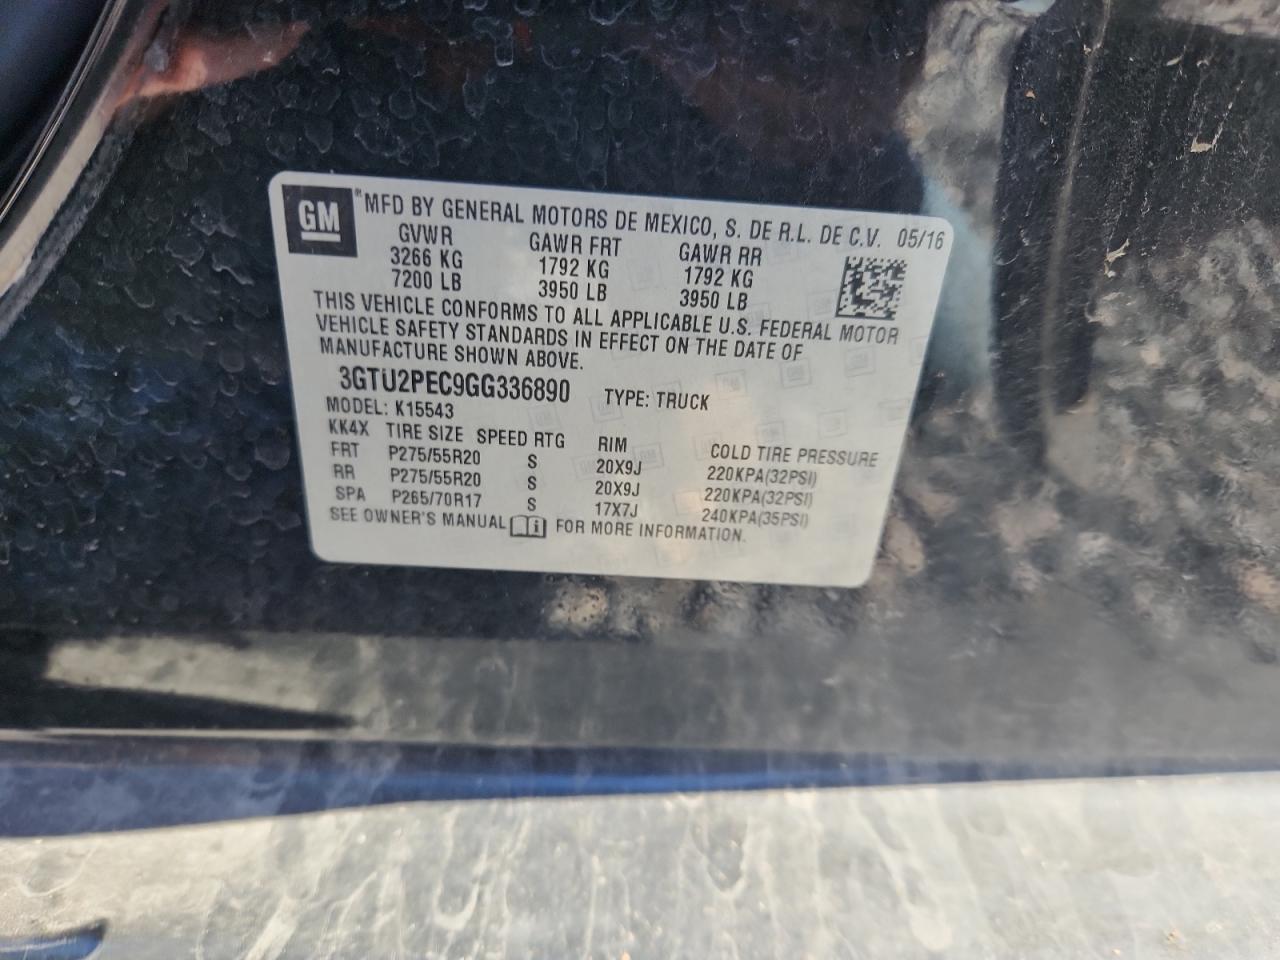 GM ® MFD BY GENERAL MOTORS DE MEXICO, S. DE R.L. DE C.V. 05/16
GVWR GAWR FRT GAWR RR
3266 KG 1792 KG 1792 KG
7200 LB 3950 LB 3950 LB
THIS VEHICLE CONFORMS TO ALL APPLICABLE U.S. FEDERAL MOTOR
VEHICLE SAFETY STANDARDS IN EFFECT ON THE DATE OF
MANUFACTURE SHOWN ABOVE.
3GTU2PEC9GG336890 TYPE: TRUCK
MODEL: K15543
KK4X TIRE SIZE SPEED RTG RIM COLD TIRE PRESSURE
FRT P275/55R20 S 20X9J 220KPA(32PSI)
RR P275/55R20 S 20X9J 220KPA(32PSI)
SPA P265/70R17 S 17X7J 240KPA(35PSI)
SEE OWNER'S MANUAL i FOR MORE INFORMATION.